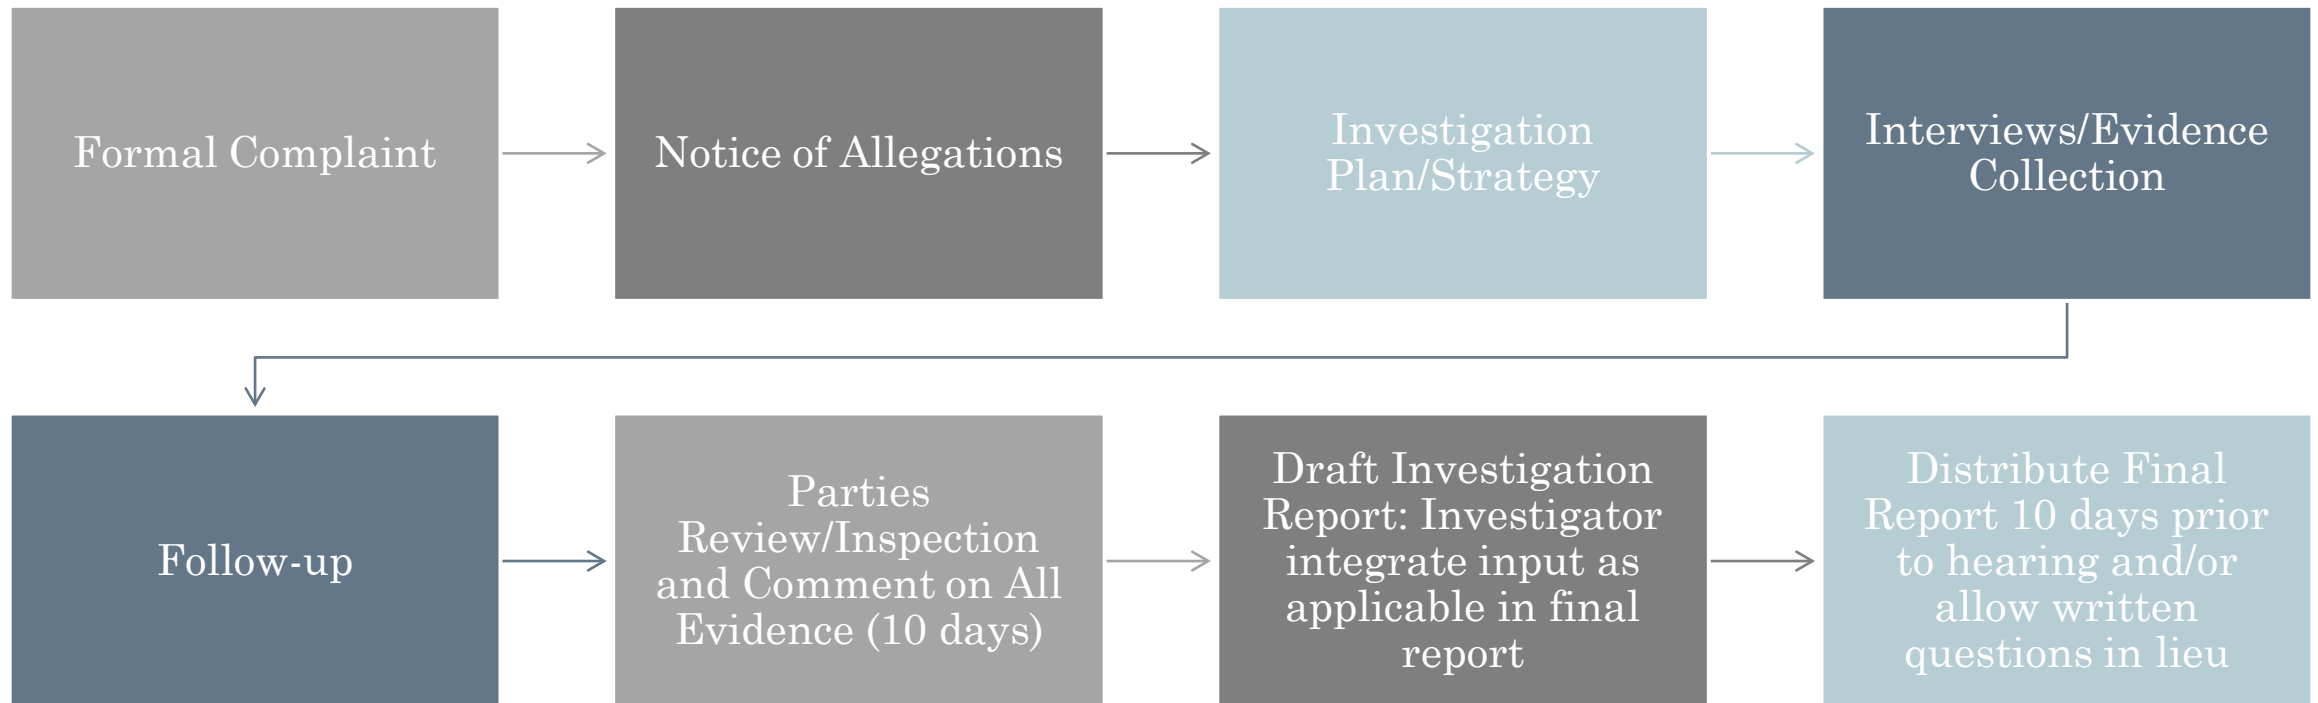 Formal Complaint
Notice of Allegations
Investigation
Plan/Strategy
Interviews/Evidence
Collection
Follow-up
Parties
Review/Inspection
and Comment on All
Evidence (10 days)
Draft Investigation
Report: Investigator
integrate input as
applicable in final
report
Distribute Final
Report 10 days prior
to hearing and/or
allow written
questions in lieu